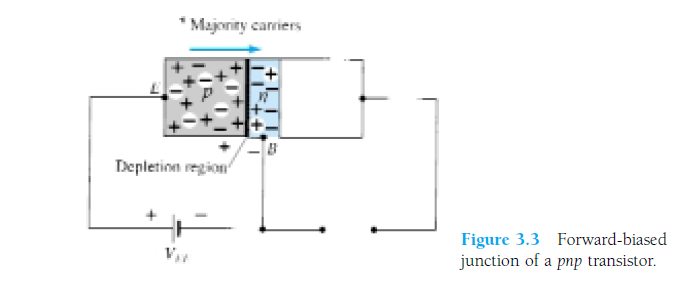 * Majority carriers
+ −
E
p
n
+ −
B
Depletion region
+ −
Figure 3.3 Forward-biased
junction of a pnp transistor.